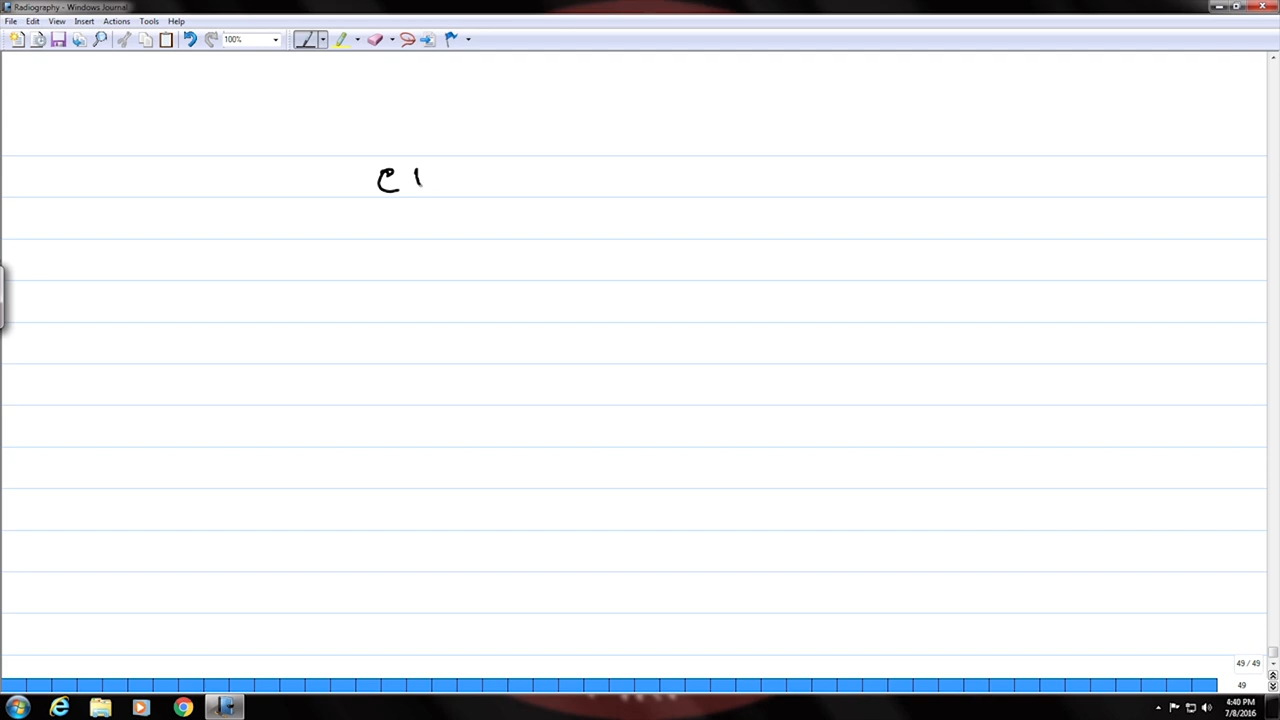 Radiography - Windows Journal
File Edit View Insert Actions Tools Help
100%
49 / 49
49
4:40 PM
7/8/2016